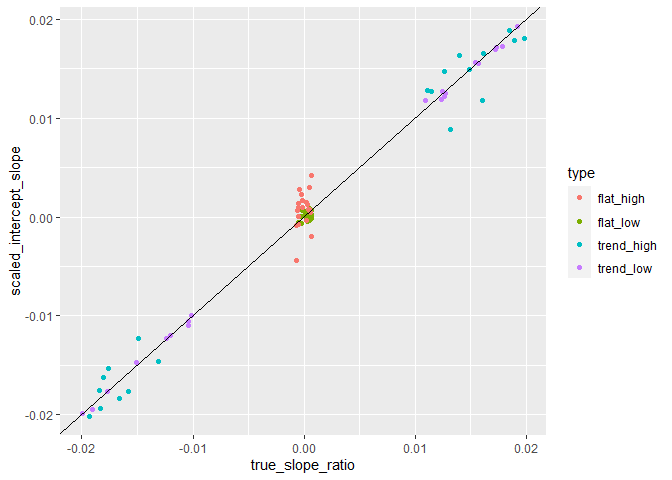 0.02
0.01
0.00
-0.01
-0.02
scaled_intercept_slope
-0.02 -0.01 0.00 0.01 0.02
true_slope_ratio
type
flat_high
flat_low
trend_high
trend_low